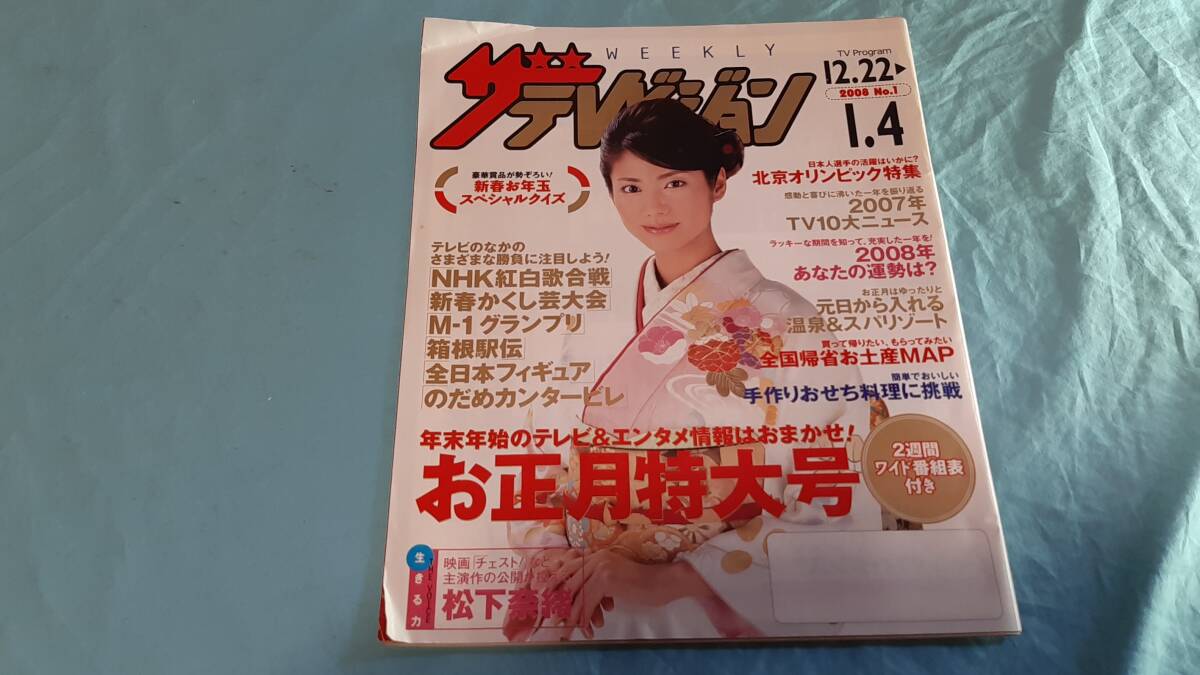 WEEKLY
ザテレビジョン
TV Program
12.22▶
2008 No.1
1.4
豪華賞品が勢ぞろい!
新春お年玉
スペシャルクイズ
日本人選手の活躍はいかに?
北京オリンピック特集
感動と喜びに沸いた一年を振り返る
2007年
TV10大ニュース
ラッキーな期間を知って、充実した一年を!
2008年
あなたの運勢は?
お正月はゆったりと
元日から入れる
温泉&スパリゾート
買って帰りたい、もらってみたい
全国帰省お土産MAP
簡単でおいしい
手作りおせち料理に挑戦
テレビのなかの
さまざまな勝負に注目しよう!
「NHK紅白歌合戦」
「新春かくし芸大会」
「M-1グランプリ」
「箱根駅伝」
「全日本フィギュア」
「のだめカンタービレ」
年末年始のテレビ&エンタメ情報はおまかせ!
お正月特大号
2週間
ワイド番組表
付き
生きる力
THE VOICE
映画「チェスト!」など
主演作の公開が
松下奈緒